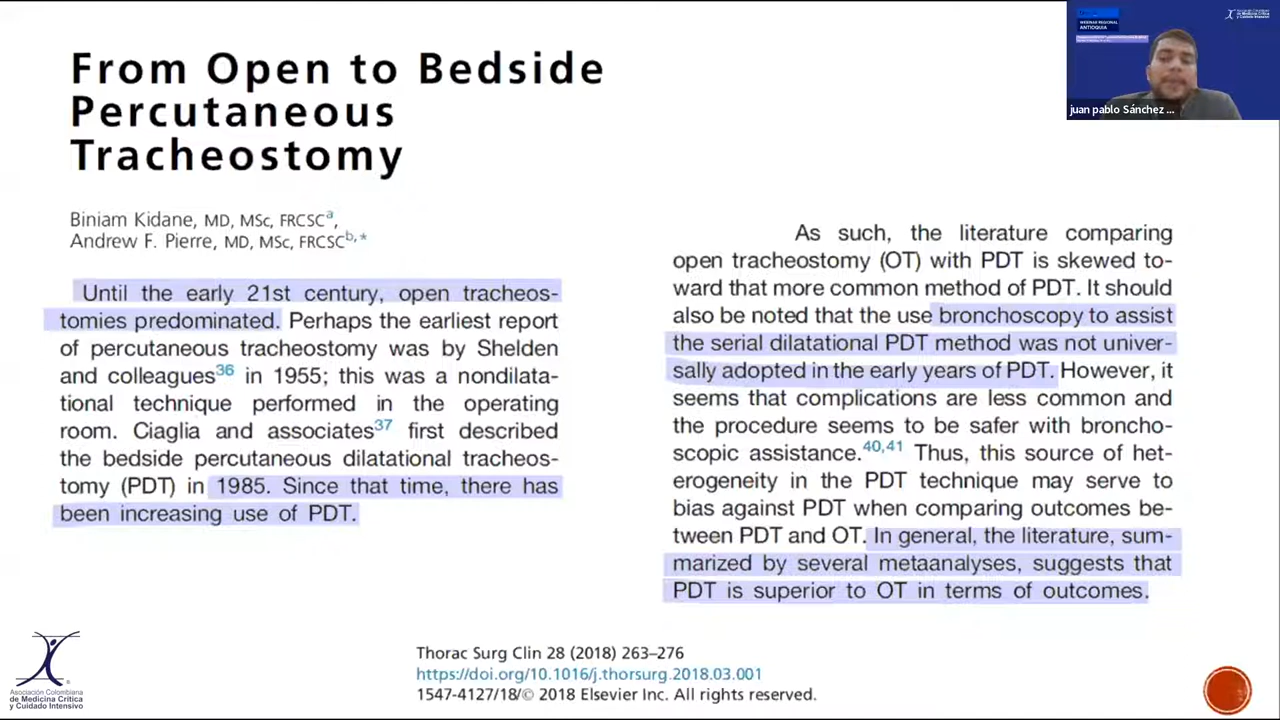 From Open to Bedside
Percutaneous
Tracheostomy
Biniam Kidane, MD, MSc, FRCSCa,
Andrew F. Pierre, MD, MSc, FRCSCb,*
Until the early 21st century, open tracheos-
tomies predominated. Perhaps the earliest report
of percutaneous tracheostomy was by Shelden
and colleagues36 in 1955; this was a nondilata-
tional technique performed in the operating
room. Ciaglia and associates37 first described
the bedside percutaneous dilatational tracheos-
tomy (PDT) in 1985. Since that time, there has
been increasing use of PDT.
As such, the literature comparing
open tracheostomy (OT) with PDT is skewed to-
ward that more common method of PDT. It should
also be noted that the use bronchoscopy to assist
the serial dilatational PDT method was not univer-
sally adopted in the early years of PDT. However, it
seems that complications are less common and
the procedure seems to be safer with broncho-
scopic assistance.40,41 Thus, this source of het-
erogeneity in the PDT technique may serve to
bias against PDT when comparing outcomes be-
tween PDT and OT. In general, the literature, sum-
marized by several metaanalyses, suggests that
PDT is superior to OT in terms of outcomes.
Thorac Surg Clin 28 (2018) 263–276
https://doi.org/10.1016/j.thorsurg.2018.03.001
1547-4127/18/© 2018 Elsevier Inc. All rights reserved.
Asociación Colombiana
de Medicina Crítica
y Cuidado Intensivo
WEBINAR REGIONAL
ANTIOQUIA
Asociación Colombiana
de Medicina Crítica
y Cuidado Intensivo
juan pablo Sánchez ...